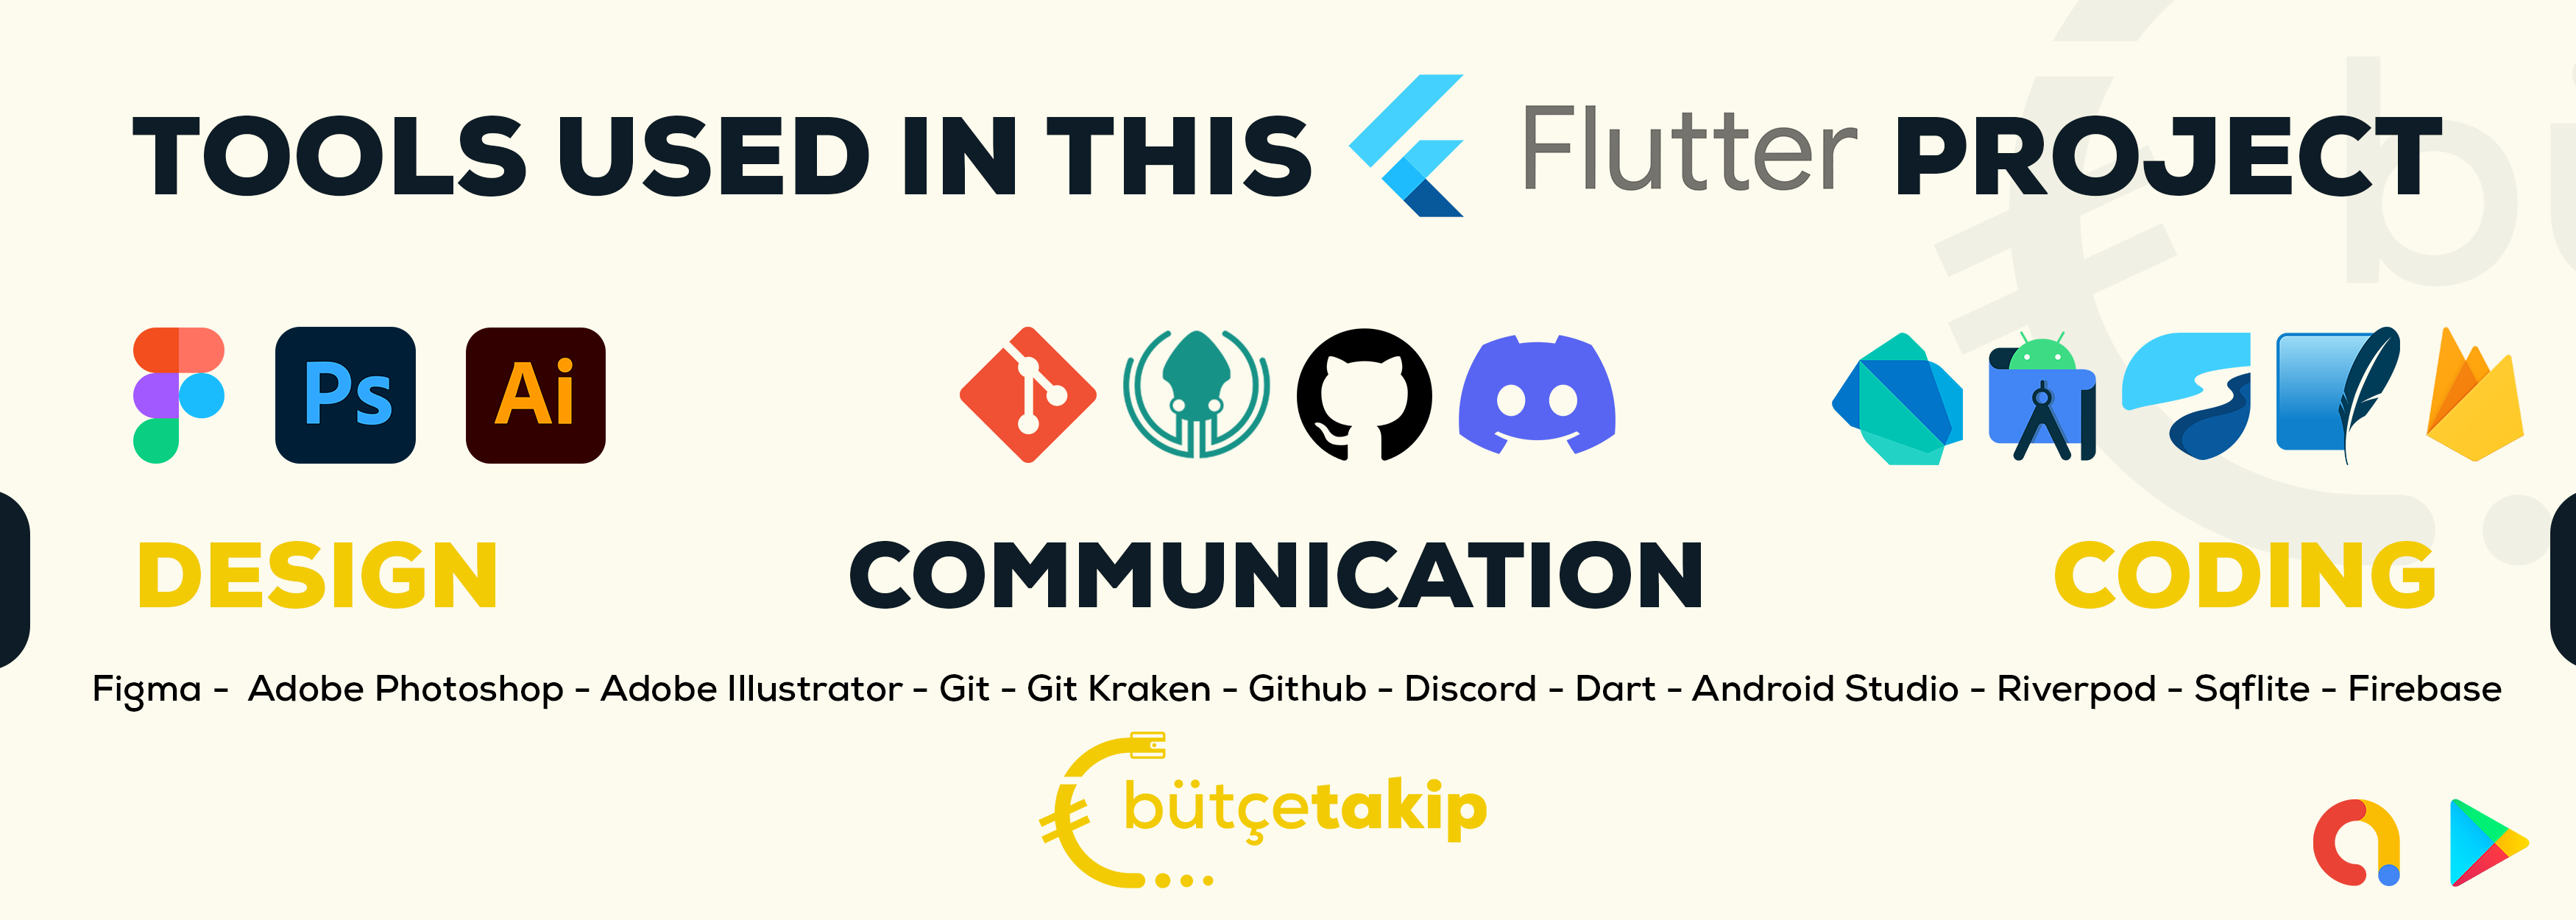 TOOLS USED IN THIS Flutter PROJECT
Ps Ai
DESIGN COMMUNICATION CODING
Figma - Adobe Photoshop - Adobe Illustrator - Git - Git Kraken - Github - Discord - Dart - Android Studio - Riverpod - Sqflite - Firebase
bütçetakip